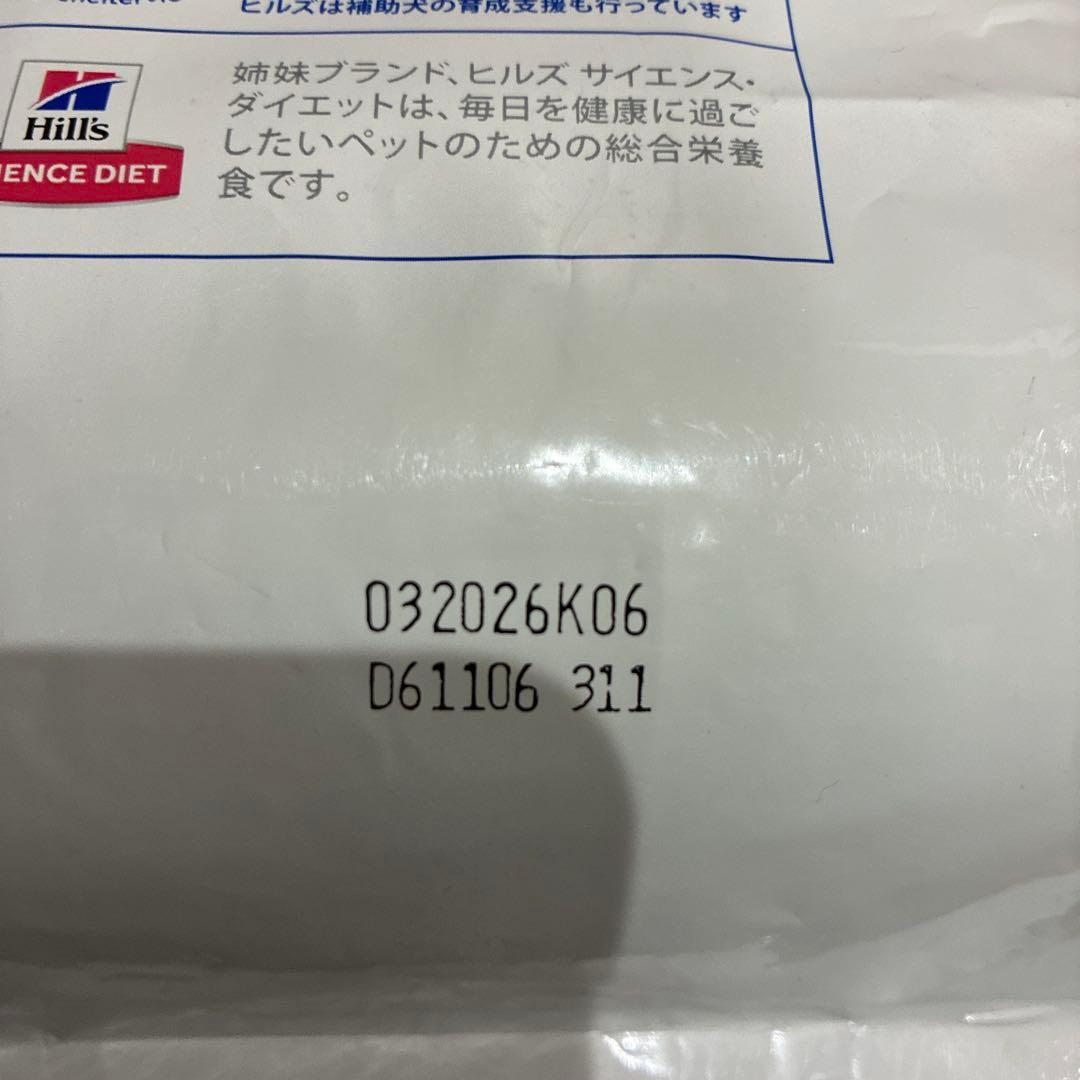 ヒルズは補助犬の育成支援も行っています
姉妹ブランド、ヒルズ サイエンス・
ダイエットは、毎日を健康に過ご
したいペットのための総合栄養
食です。
Hill's
IENCE DIET
032026K06
D61106 311